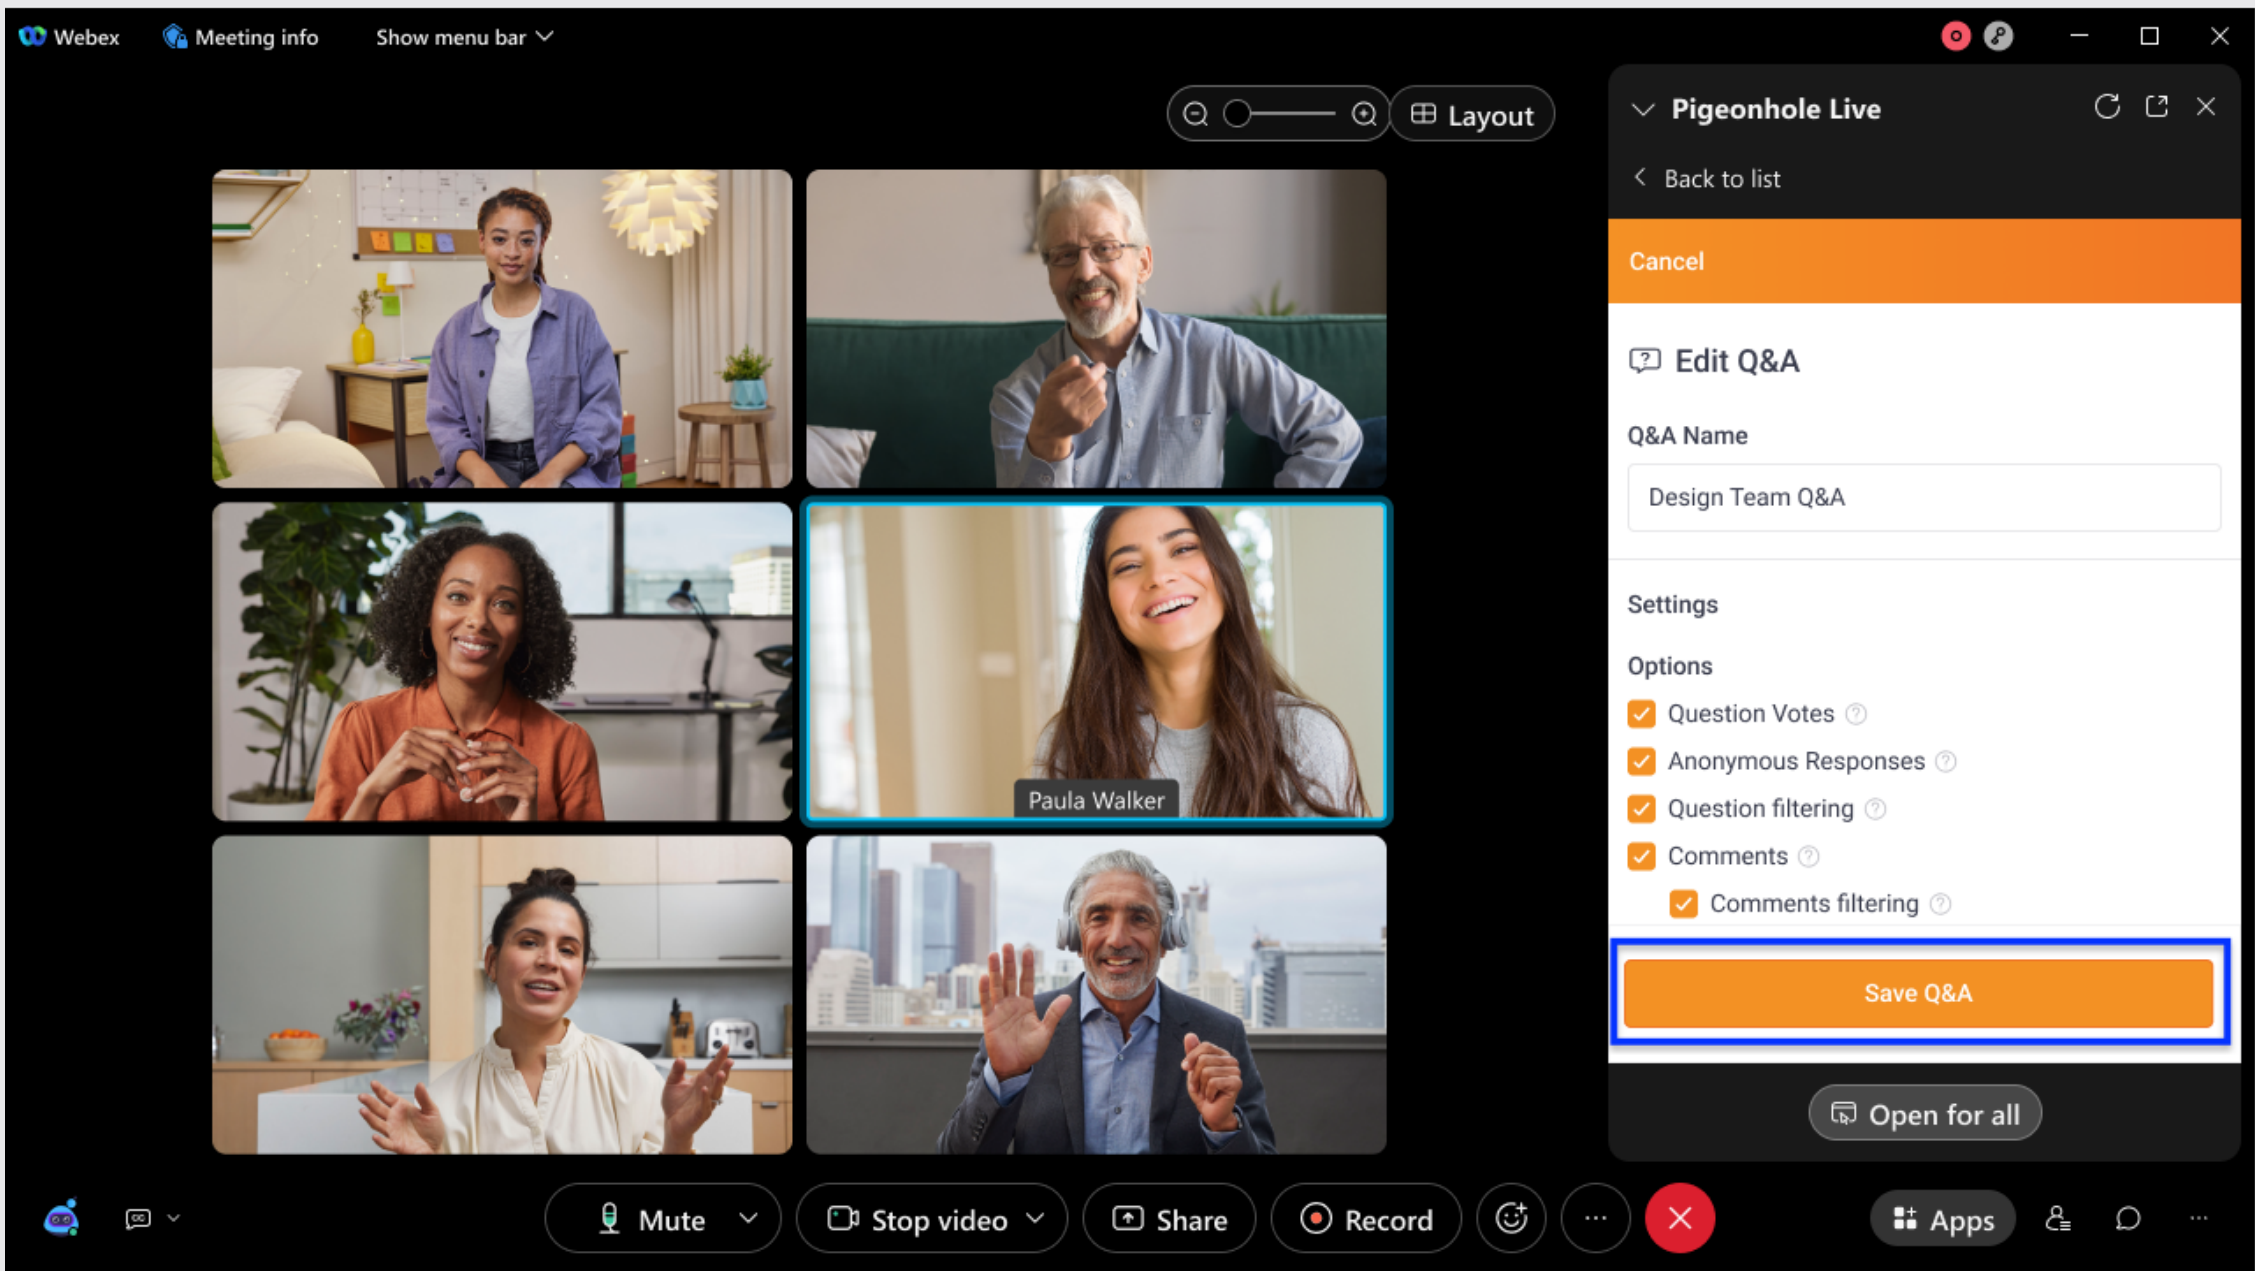 Webex
Meeting info
Show menu bar
Layout
Pigeonhole Live
Back to list
Cancel
Edit Q&A
Q&A Name
Design Team Q&A
Settings
Options
Question Votes
Anonymous Responses
Question filtering
Comments
Comments filtering
Save Q&A
Open for all
Paula Walker
Mute
Stop video
Share
Record
Apps